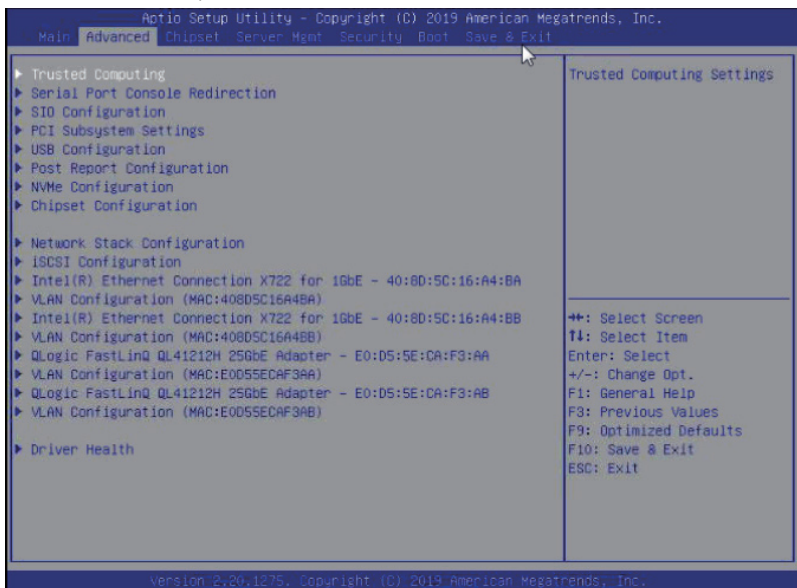 Aptio Setup Utility - Copyright (C) 2019 American Megatrends, Inc.
Main Advanced Chipset Server Mgmt Security Boot Save & Exit
Trusted Computing
Serial Port Console Redirection
SIO Configuration
PCI Subsystem Settings
USB Configuration
Post Report Configuration
NVMe Configuration
Chipset Configuration
Network Stack Configuration
iSCSI Configuration
Intel(R) Ethernet Connection X722 for 1GbE - 40:8D:5C:16:A4:BA
VLAN Configuration (MAC:408D5C16A4BA)
Intel(R) Ethernet Connection X722 for 1GbE - 40:8D:5C:16:A4:BB
VLAN Configuration (MAC:408D5C16A4BB)
QLogic FastLinQ QL41212H 25GbE Adapter - E0:D5:5E:CA:F3:AA
VLAN Configuration (MAC:E0D55ECAF3AA)
QLogic FastLinQ QL41212H 25GbE Adapter - E0:D5:5E:CA:F3:AB
VLAN Configuration (MAC:E0D55ECAF3AB)
Driver Health
Trusted Computing Settings
→←: Select Screen
↑↓: Select Item
Enter: Select
+/-: Change Opt.
F1: General Help
F3: Previous Values
F9: Optimized Defaults
F10: Save & Exit
ESC: Exit
Version 2.20.1275. Copyright (C) 2019 American Megatrends, Inc.